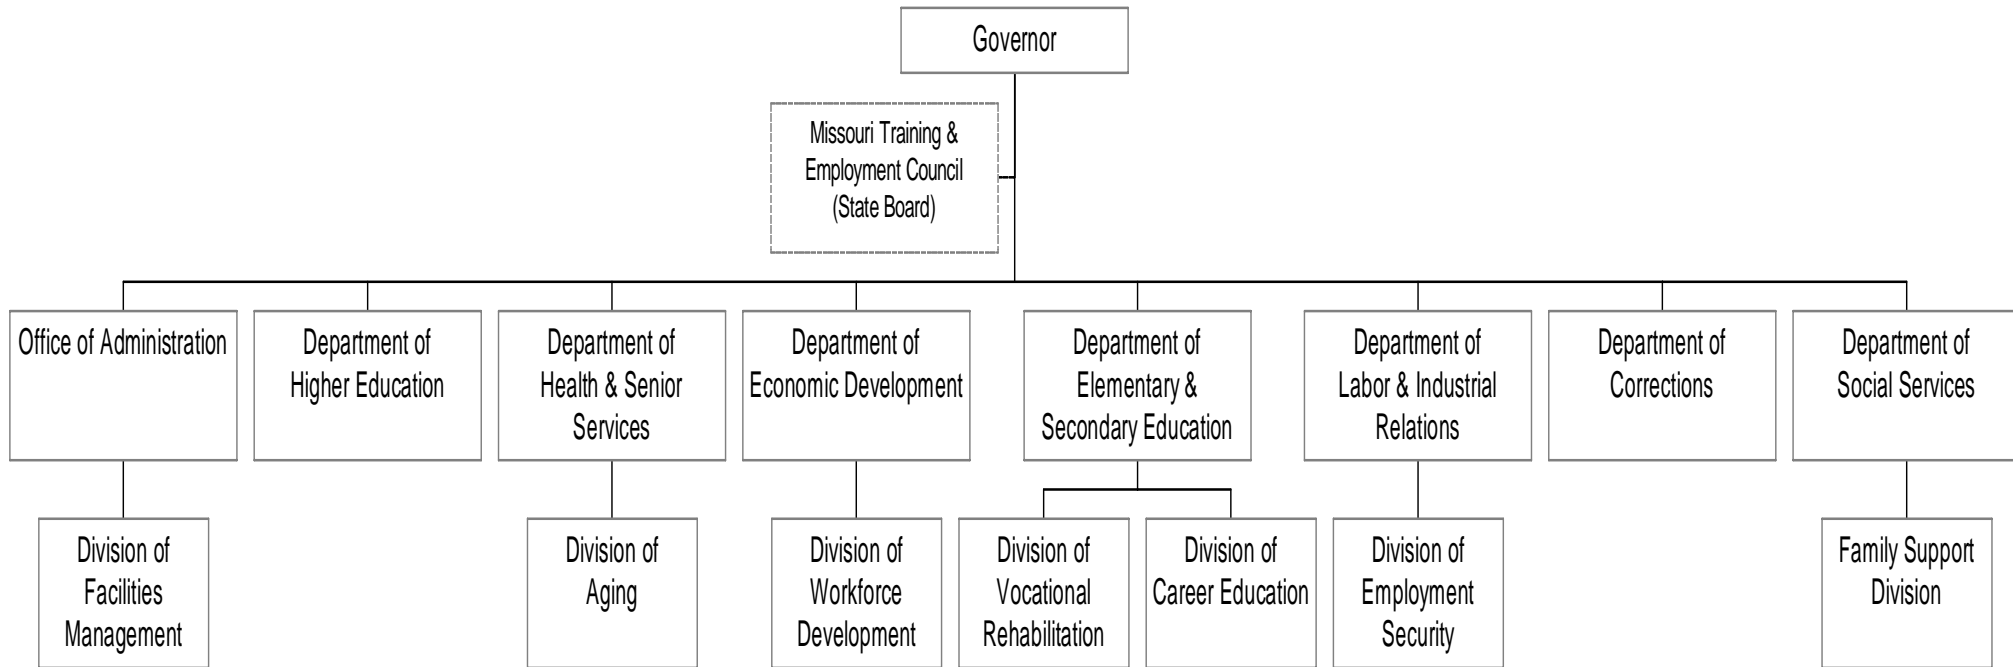 Governor
Missouri Training &
Employment Council
(State Board)
Office of Administration
Department of
Higher Education
Department of
Health & Senior
Services
Department of
Economic Development
Department of
Elementary &
Secondary Education
Department of
Labor & Industrial
Relations
Department of
Corrections
Department of
Social Services
Division of
Facilities
Management
Division of
Aging
Division of
Workforce
Development
Division of
Vocational
Rehabilitation
Division of
Career Education
Division of
Employment
Security
Family Support
Division